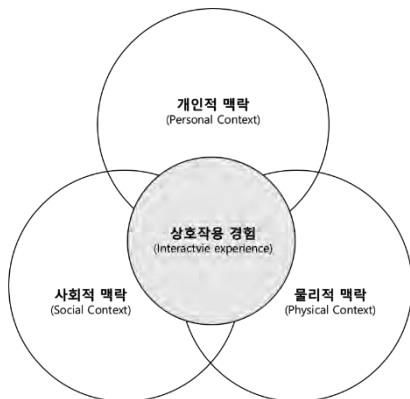 개인적 맥락
(Personal Context)
상호작용 경험
(Interactvie experience)
사회적 맥락
(Social Context)
물리적 맥락
(Physical Context)